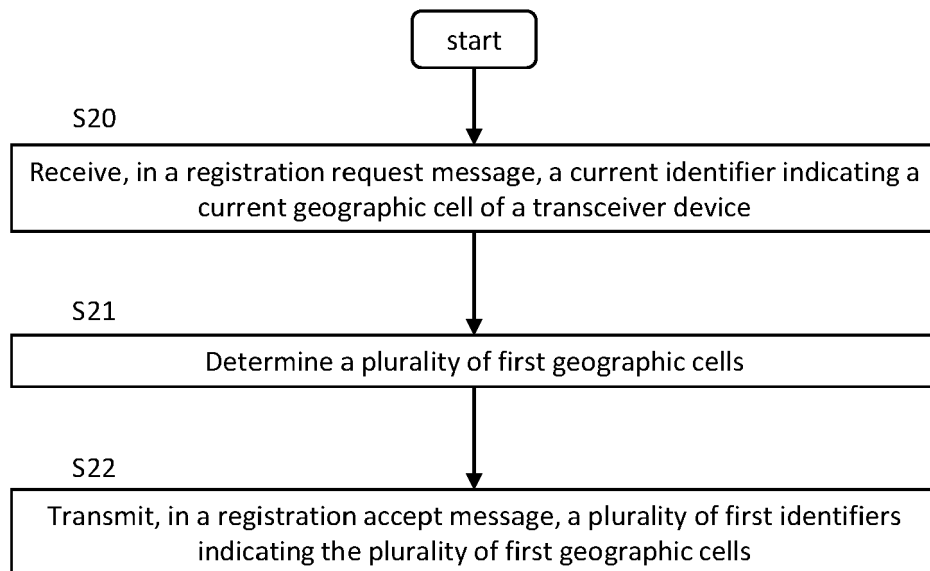 start
S20
Receive, in a registration request message, a current identifier indicating a
current geographic cell of a transceiver device
S21
Determine a plurality of first geographic cells
S22
Transmit, in a registration accept message, a plurality of first identifiers
indicating the plurality of first geographic cells